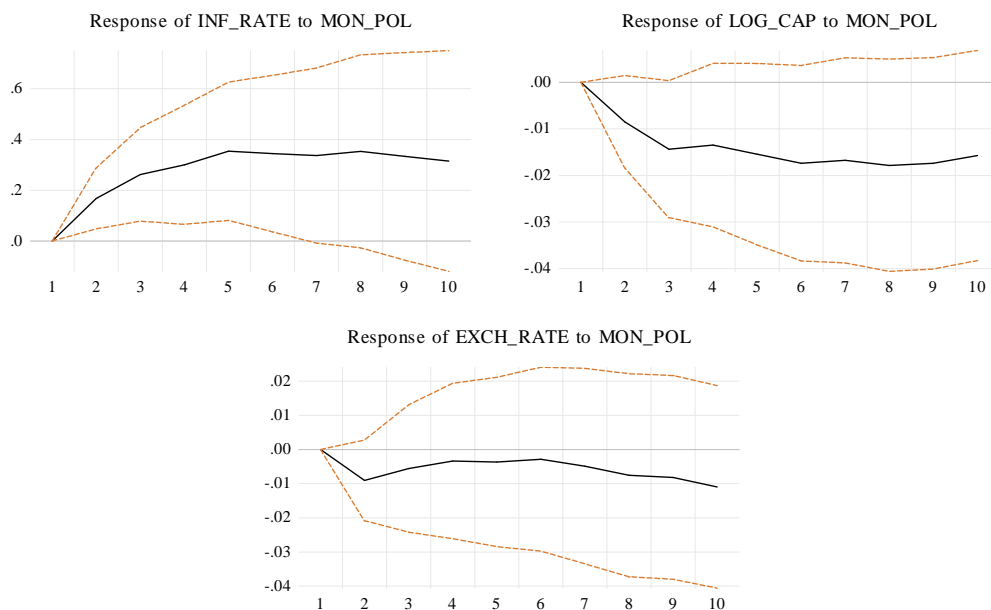 Response of INF_RATE to MON_POL
.6
.4
.2
.0
1 2 3 4 5 6 7 8 9 10
Response of LOG_CAP to MON_POL
.00
-.01
-.02
-.03
-.04
1 2 3 4 5 6 7 8 9 10
Response of EXCH_RATE to MON_POL
.02
.01
.00
-.01
-.02
-.03
-.04
1 2 3 4 5 6 7 8 9 10